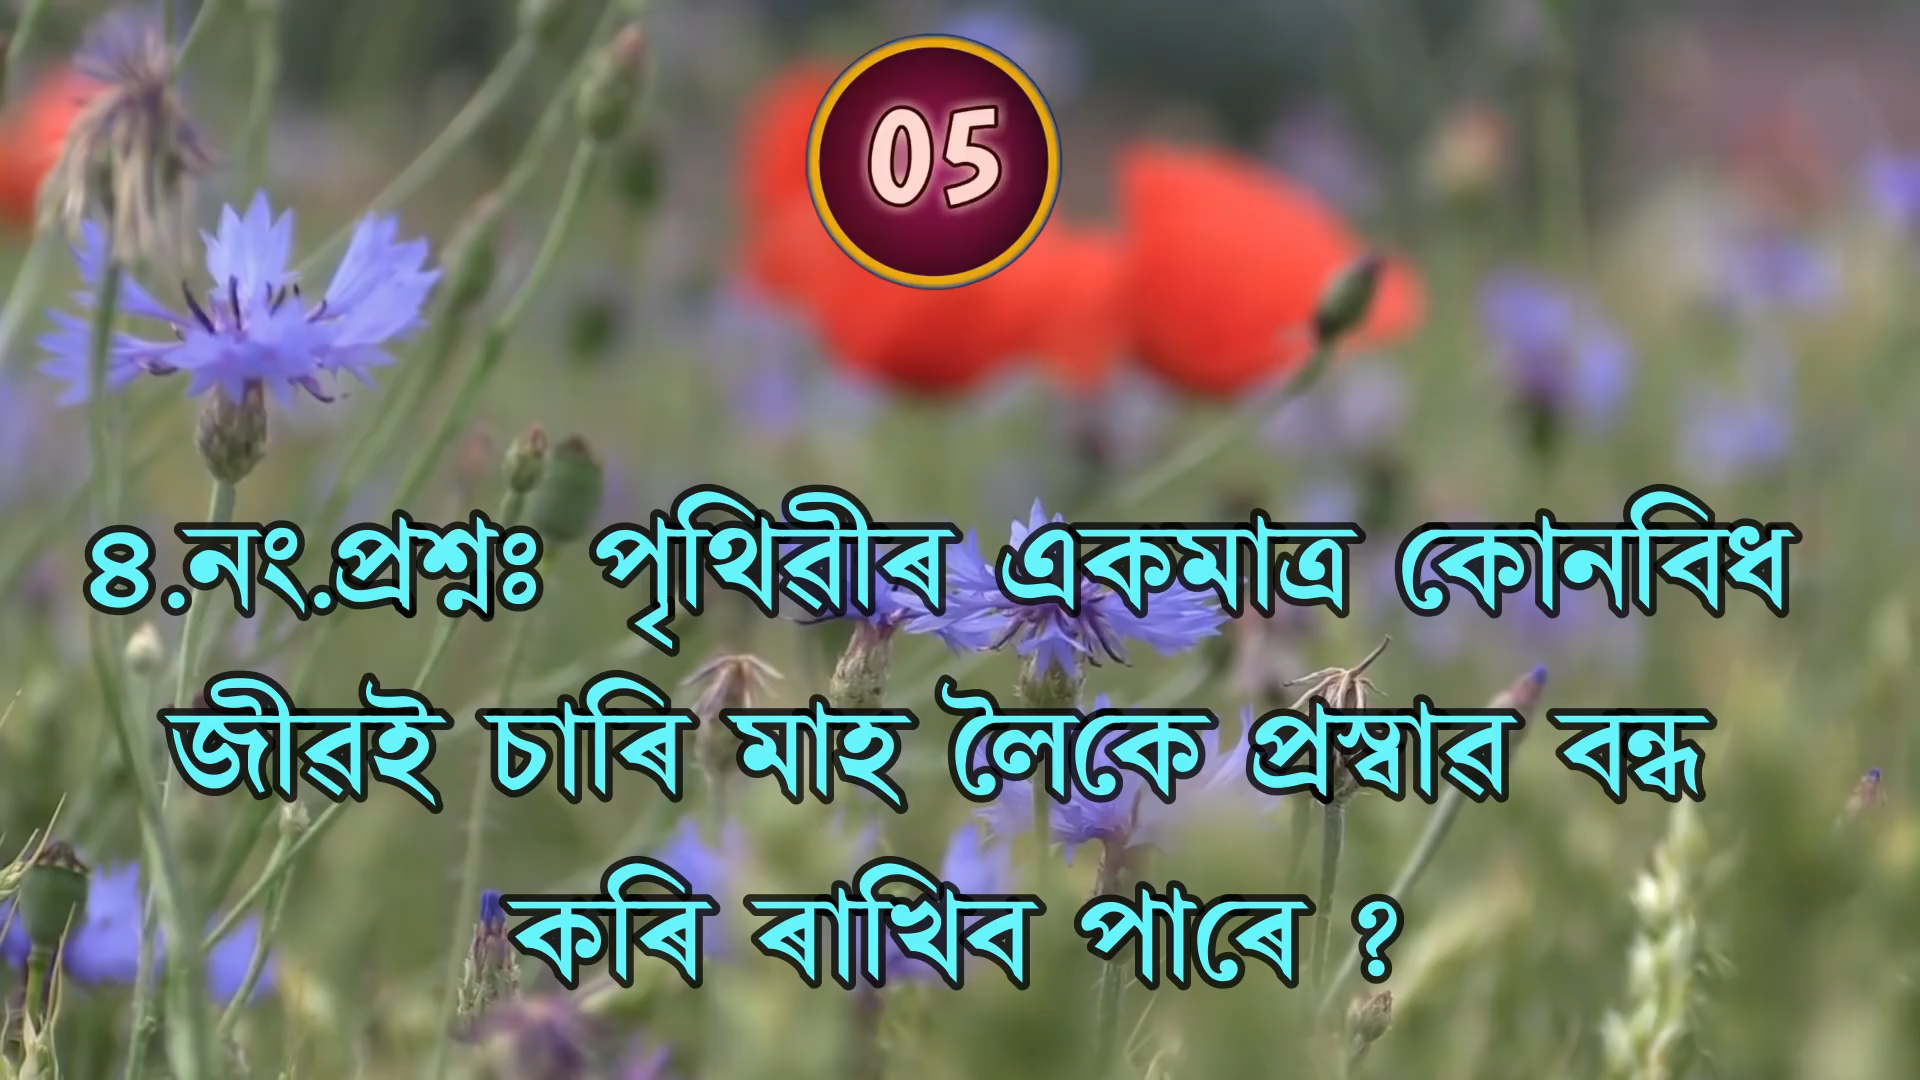 05
৪.নং.প্ৰশ্নঃ পৃথিৱীৰ একমাত্ৰ কোনবিধ
জীৱই চাৰি মাহ লৈকে প্ৰস্বাৱ বন্ধ
কৰি ৰাখিব পাৰে ?